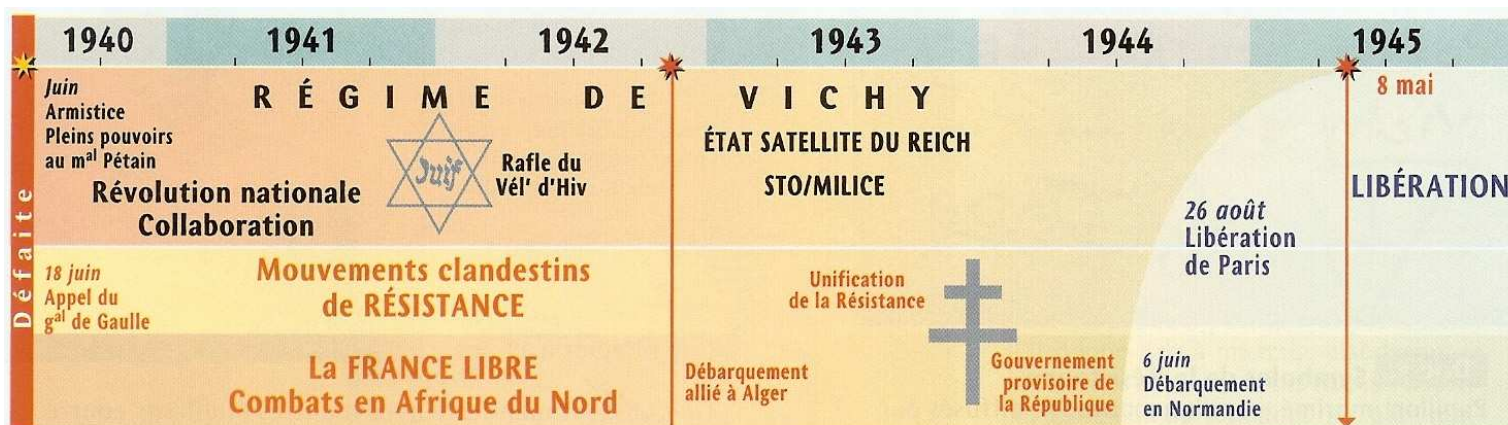 1940 1941 1942 1943 1944 1945
Défaite
Juin
Armistice
Pleins pouvoirs
au mal Pétain
RÉGIME DE VICHY
8 mai
ÉTAT SATELLITE DU REICH
STO/MILICE
Juif
Rafle du
Vél' d'Hiv
Révolution nationale
Collaboration
LIBÉRATION
26 août
Libération
de Paris
18 juin
Appel du
gal de Gaulle
Mouvements clandestins
de RÉSISTANCE
Unification
de la Résistance
La FRANCE LIBRE
Combats en Afrique du Nord
Débarquement
allié à Alger
Gouvernement
provisoire de
la République
6 juin
Débarquement
en Normandie